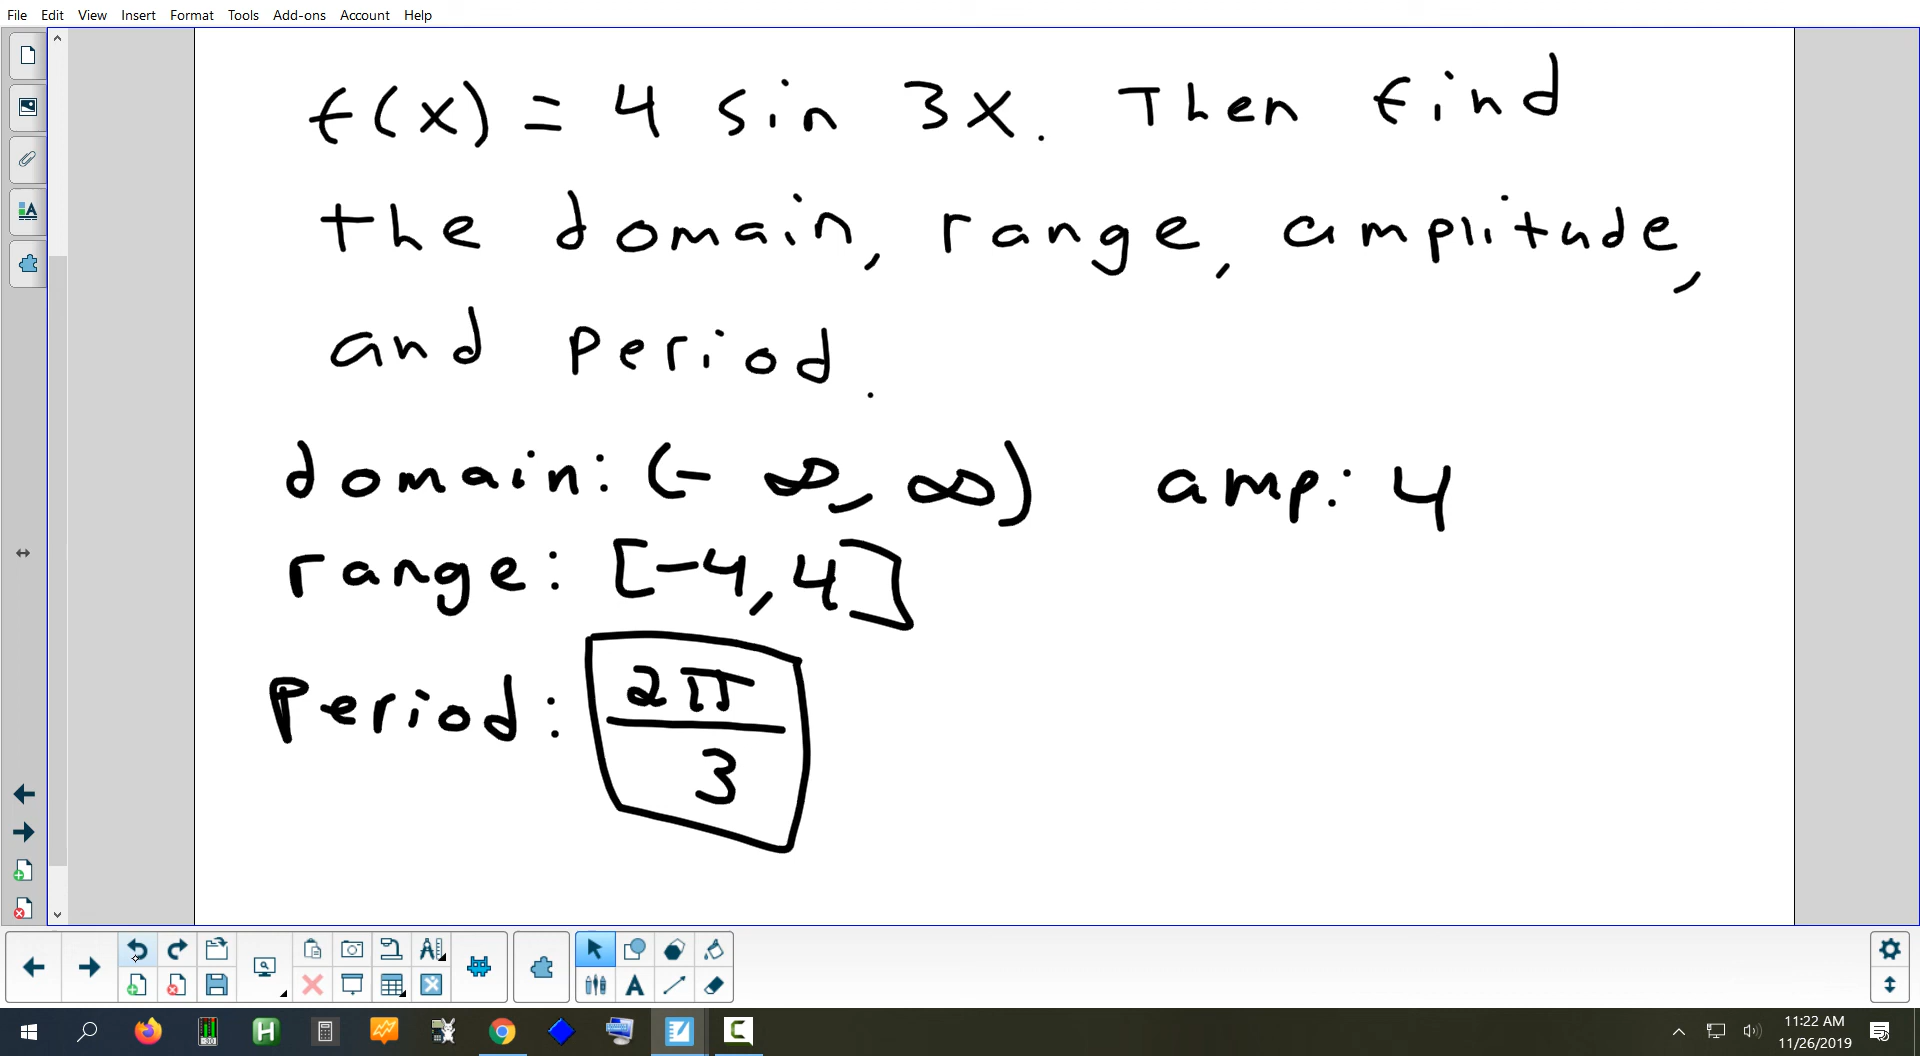 File Edit View Insert Format Tools Add-ons Account Help
f(x) = 4 sin 3x. Then find
the domain, range, amplitude,
and period.
domain: (-∞, ∞) amp: 4
range: [-4, 4]
period: 2π/3
11:22 AM
11/26/2019